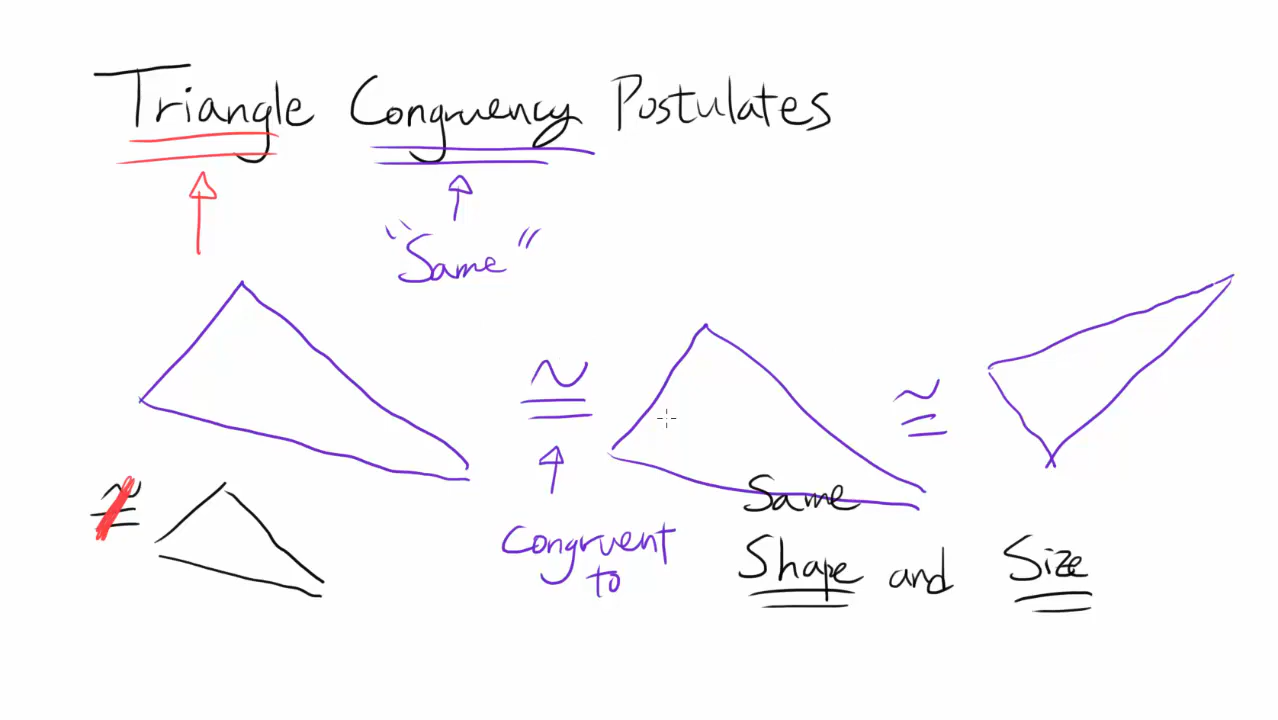 Triangle Congruency Postulates
"Same"
≅
≅
≇
Congruent
to
Same
Shape and Size